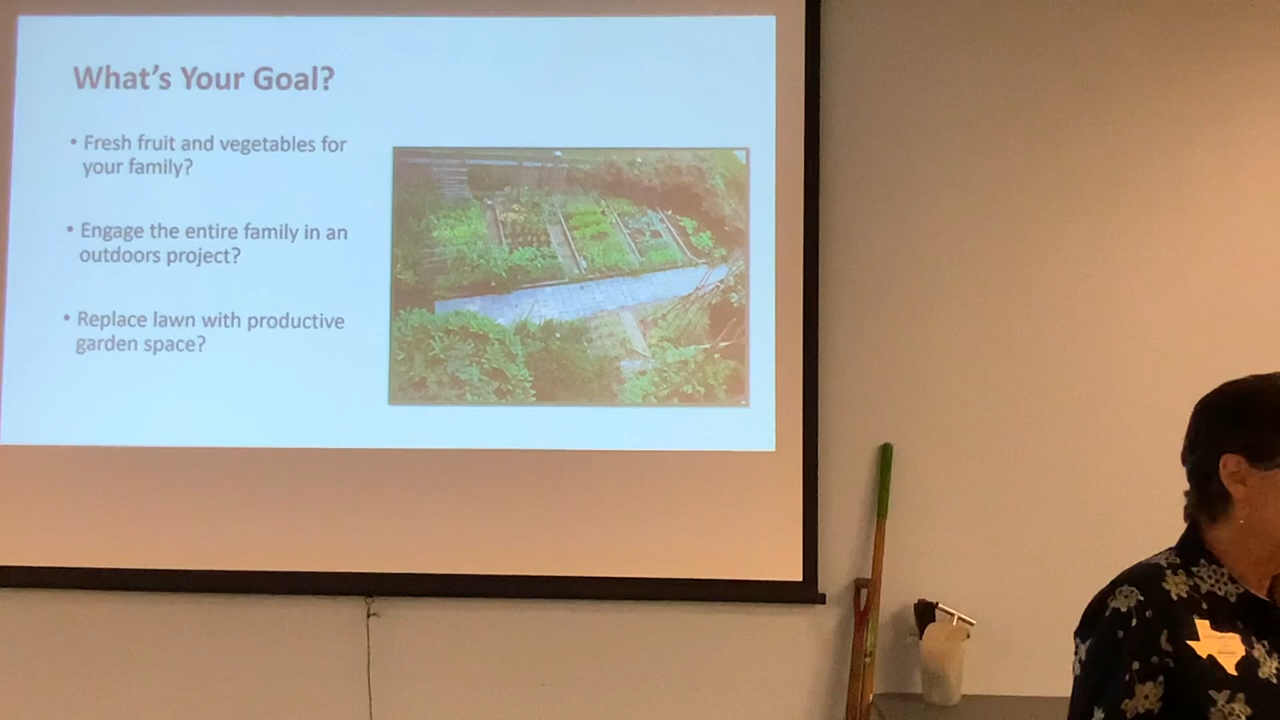 What's Your Goal?
• Fresh fruit and vegetables for
your family?
• Engage the entire family in an
outdoors project?
• Replace lawn with productive
garden space?